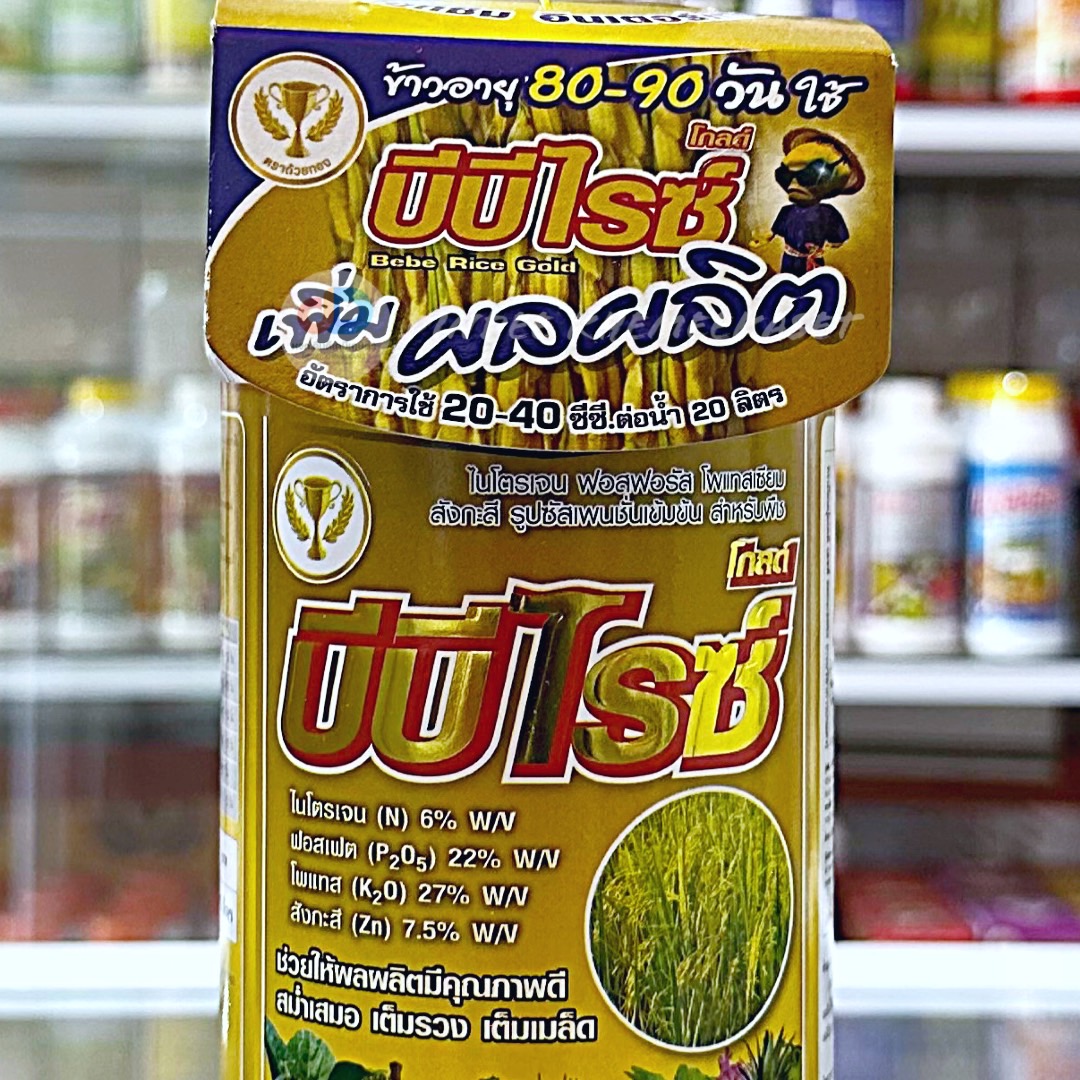 ข้าวอายุ 80-90 วัน ใช้
ตราถ้วยทอง
โกลด์
บีบีไรซ์
Bebe Rice Gold
เพิ่ม ผลผลิต
อัตราการใช้ 20-40 ซีซี.ต่อน้ำ 20 ลิตร
ไนโตรเจน ฟอสฟอรัส โพแทสเซียม
สังกะสี รูปซัสเพนชั่นเข้มข้น สำหรับพืช
โกลด์
บีบีไรซ์
ไนโตรเจน (N) 6% W/V
ฟอสเฟต (P₂O₅) 22% W/V
โพแทส (K₂O) 27% W/V
สังกะสี (Zn) 7.5% W/V
ช่วยให้ผลผลิตมีคุณภาพดี
สม่ำเสมอ เต็มรวง เต็มเมล็ด